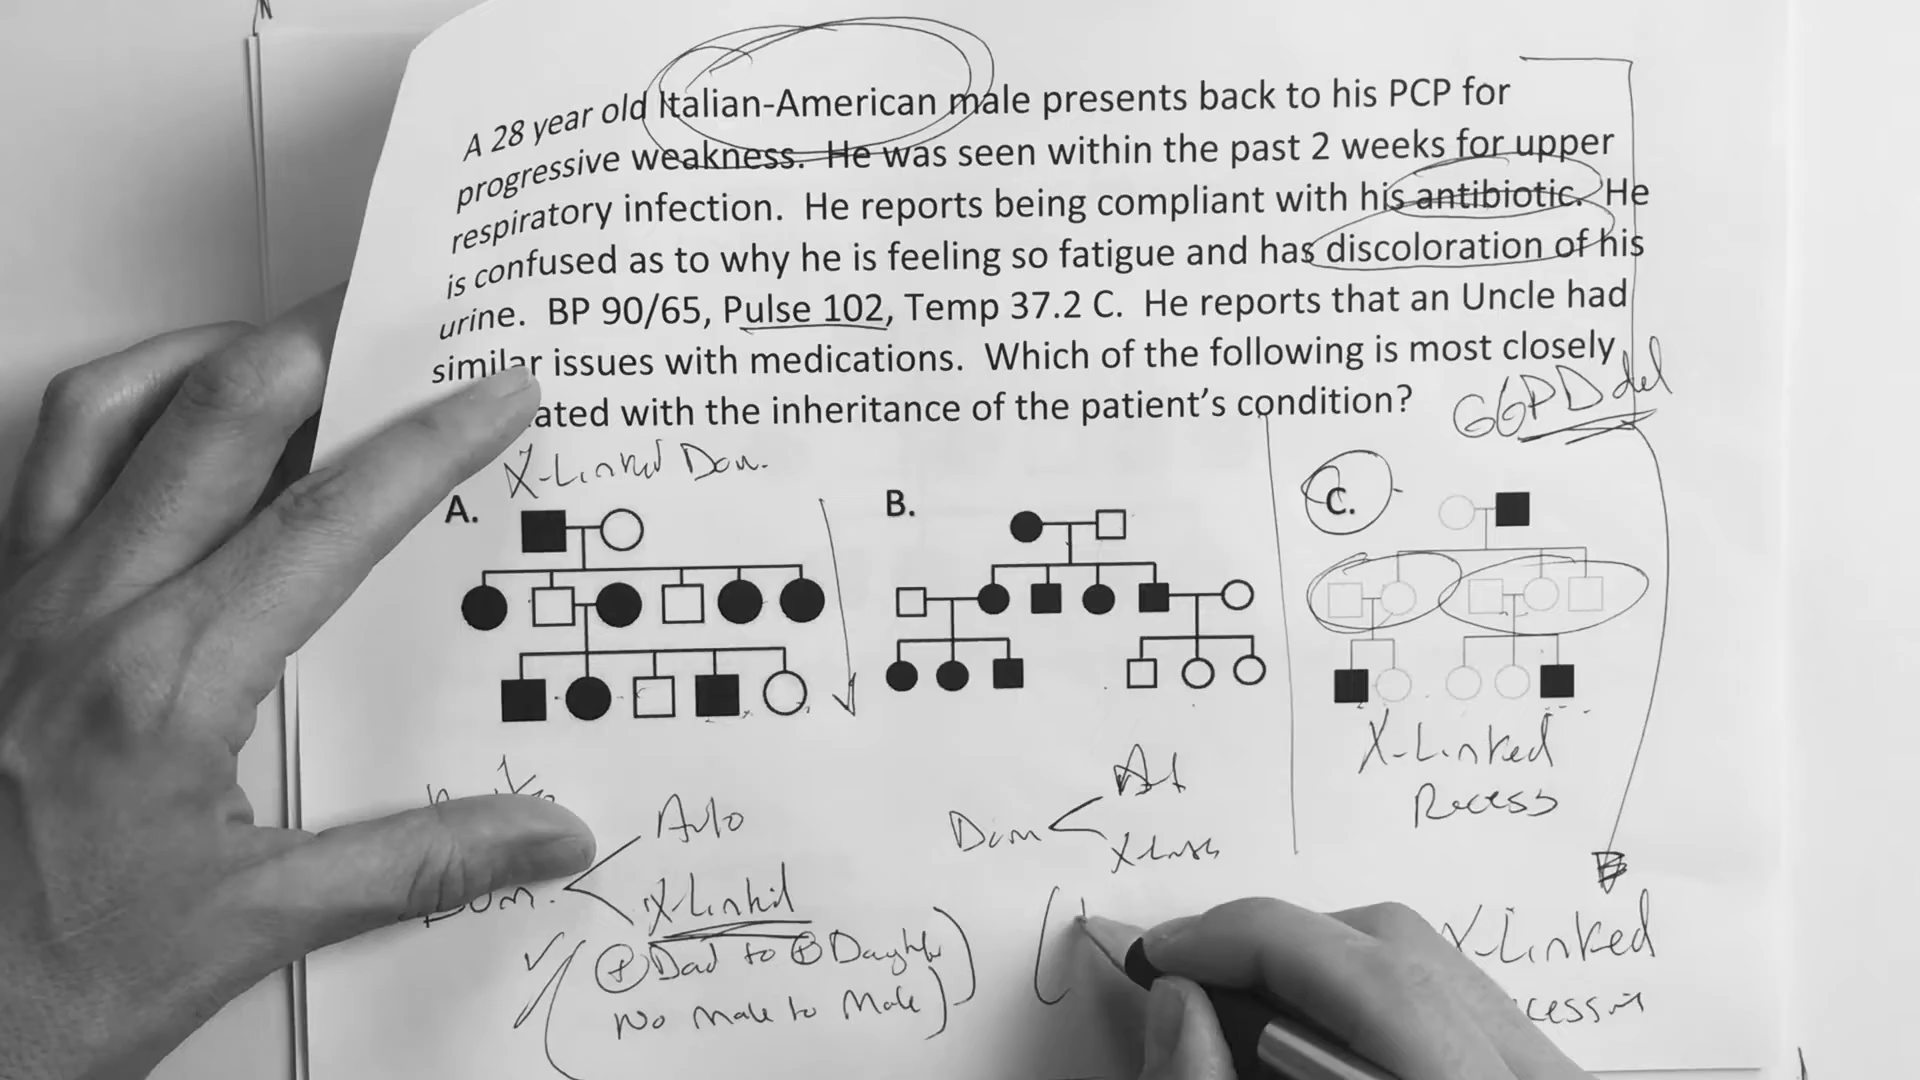 A 28 year old Italian-American male presents back to his PCP for
progressive weakness. He was seen within the past 2 weeks for upper
respiratory infection. He reports being compliant with his antibiotic. He
is confused as to why he is feeling so fatigue and has discoloration of his
urine. BP 90/65, Pulse 102, Temp 37.2 C. He reports that an Uncle had
similar issues with medications. Which of the following is most closely
ated with the inheritance of the patient's condition?
G6PD def
X-Linked Dom.
A.
B.
C.
X-Linked
Recess
Auto
Dom.
X-Linked
+ Dad to + Daughter
No Male to Male
Dom
X-Linked